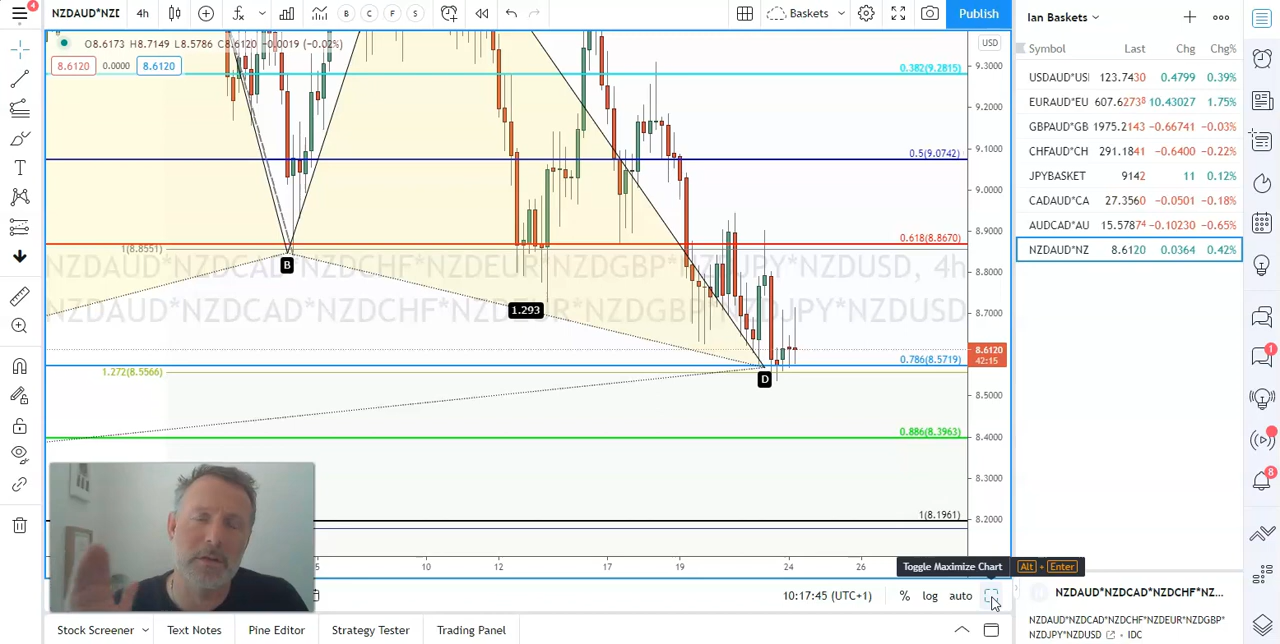 4
NZDAUD*NZI
4h
B
C
F
S
Baskets
Publish
Ian Baskets
O8.6173 H8.7149 L8.5786 C8.6120 -0.0019 (-0.02%)
8.6120
0.0000
8.6120
USD
Symbol Last Chg Chg%
USDAUD*US 123.7430 0.4799 0.39%
EURAUD*EU 607.6273 10.43027 1.75%
GBPAUD*GB 1975.2143 -0.66741 -0.03%
CHFAUD*CH 291.1841 -0.6400 -0.22%
JPYBASKET 9142 11 0.12%
CADAUD*CA 27.3560 -0.0501 -0.18%
AUDCAD*AU 15.57874 -0.10230 -0.65%
NZDAUD*NZ 8.6120 0.0364 0.42%
0.382(9.2815)
0.5(9.0742)
0.618(8.8670)
1(8.8551)
B
NZDAUD*NZDCAD*NZDCHF*NZDEUR*NZDGBP*NZDJPY*NZDUSD, 4h
NZDAUD*NZDCAD*NZDCHF*NZDEUR*NZDGBP*NZDJPY*NZDUSD
1.293
0.786(8.5719)
1.272(8.5566)
D
0.886(8.3963)
1(8.1961)
9.3000
9.2000
9.1000
9.0000
8.9000
8.8000
8.7000
8.6120
42:15
8.5000
8.4000
8.3000
8.2000
10
12
17
19
24
26
Toggle Maximize Chart Alt + Enter
10:17:45 (UTC+1) % log auto
NZDAUD*NZDCAD*NZDCHF*NZ...
NZDAUD*NZDCAD*NZDCHF*NZDEUR*NZDGBP*
NZDJPY*NZDUSD • IDC
Stock Screener
Text Notes
Pine Editor
Strategy Tester
Trading Panel
1
8